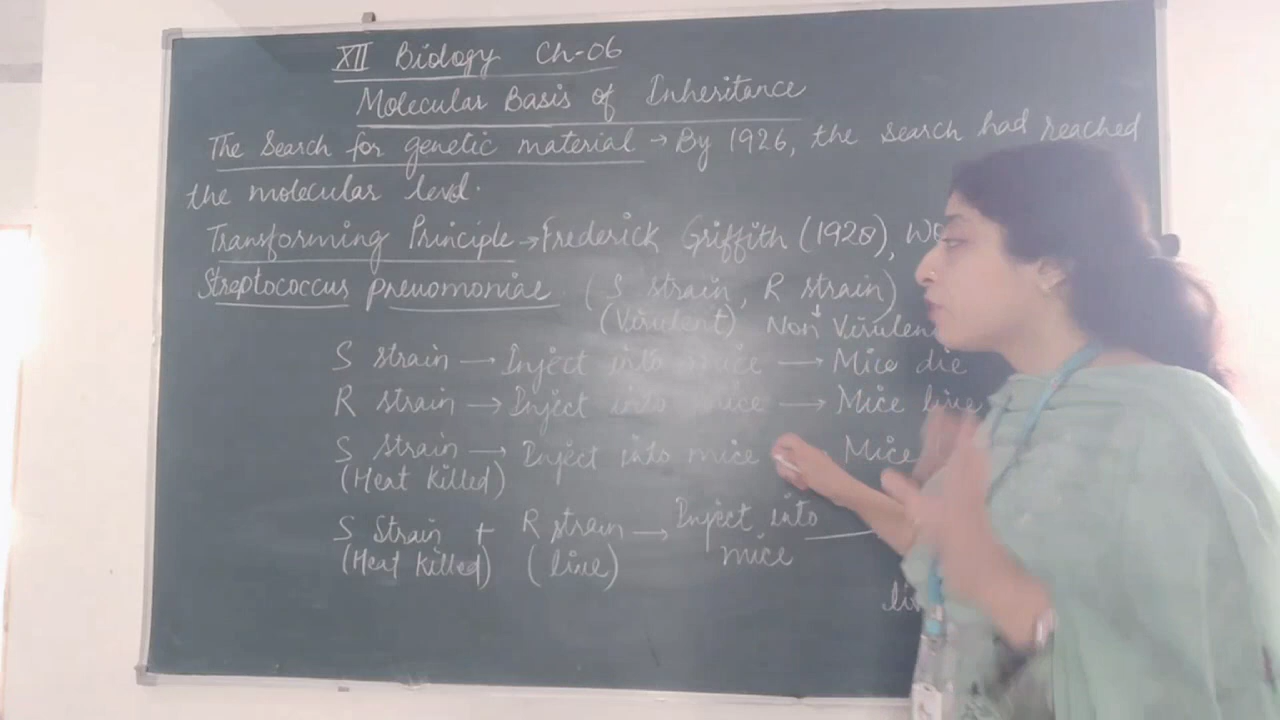 XII Biology Ch-06
Molecular Basis of Inheritance
The Search for genetic material → By 1926, the search had reached
the molecular level.
Transforming Principle → Frederick Griffith (1928),
Streptococcus pneumoniae (S strain, R strain)
(Virulent) Non Virulent
S strain → Inject into mice → Mice die
R strain → Inject into mice → Mice live
S strain → Inject into mice Mice
(Heat killed)
S Strain + R strain → Inject into
(Heat killed) (live) mice